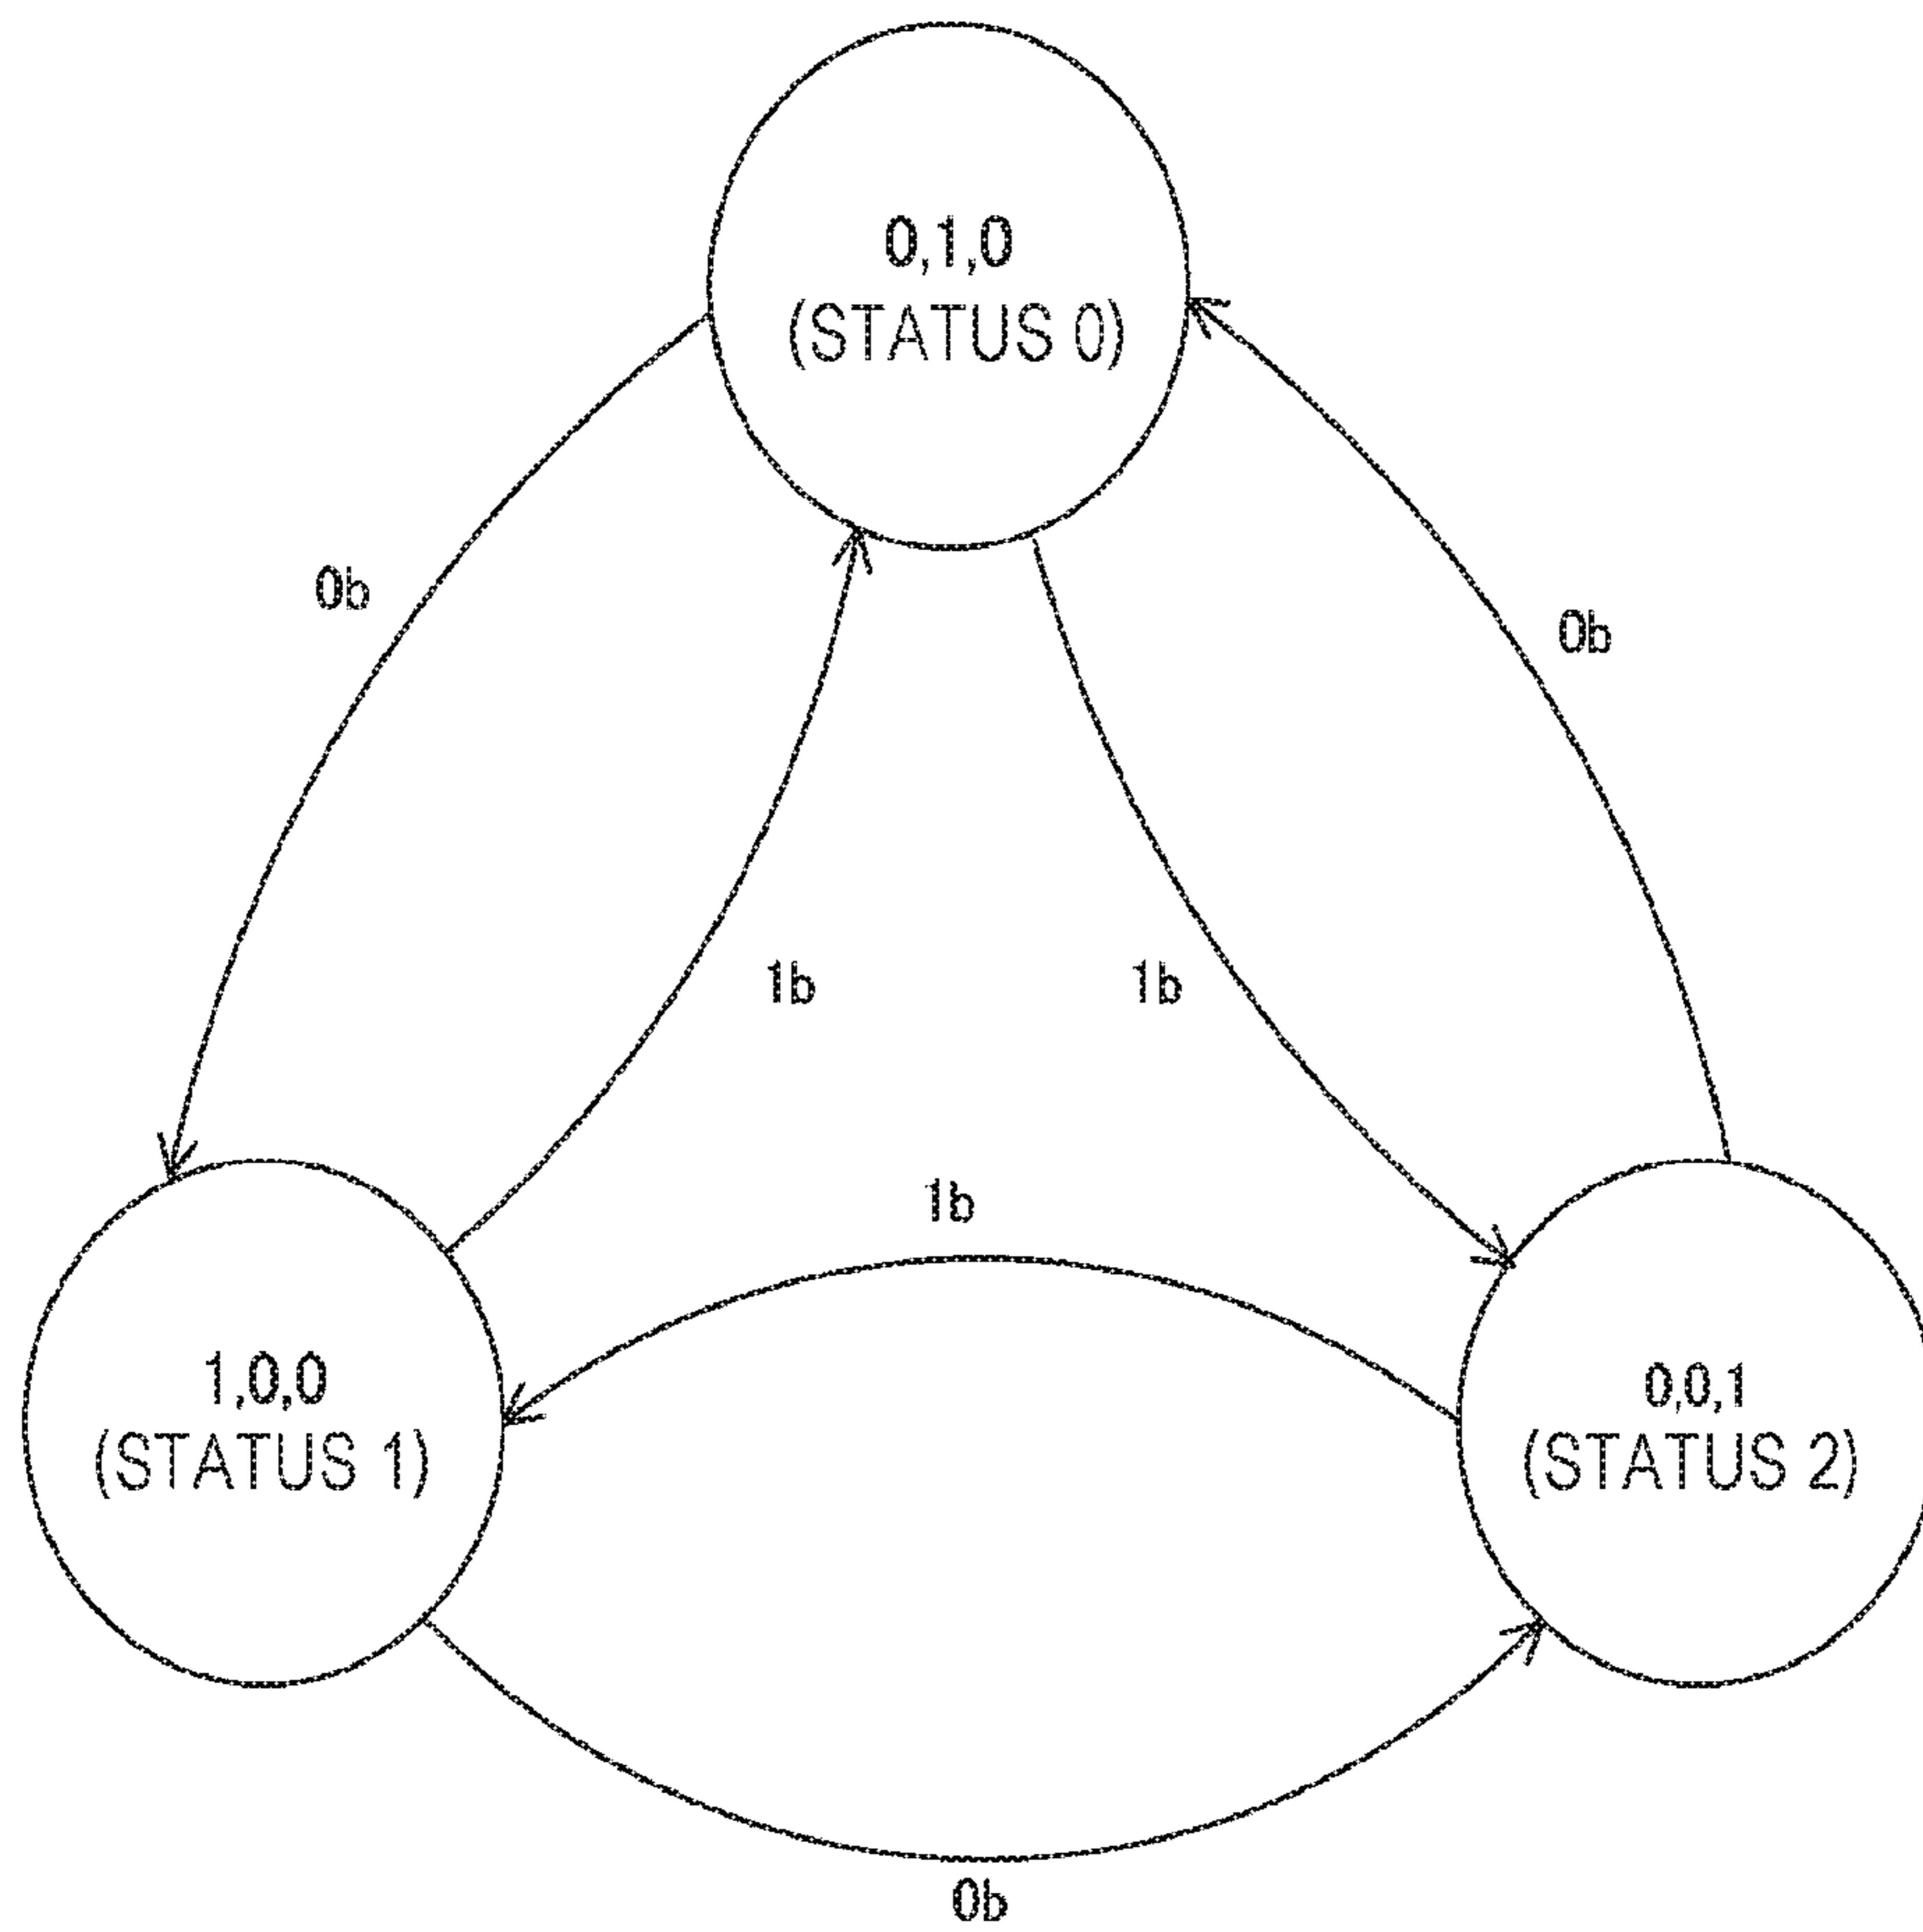 0,1,0
(STATUS 0)
0b
0b
1b
1b
1b
1,0,0
(STATUS 1)
0,0,1
(STATUS 2)
0b